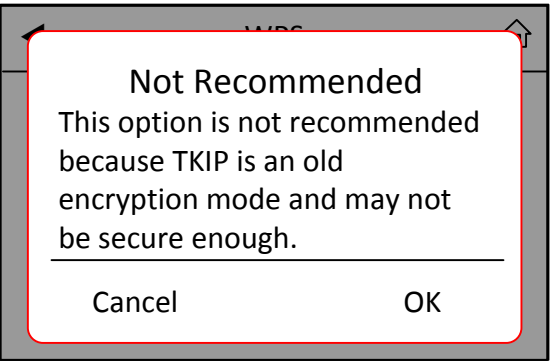 Not Recommended
This option is not recommended
because TKIP is an old
encryption mode and may not
be secure enough.
Cancel OK